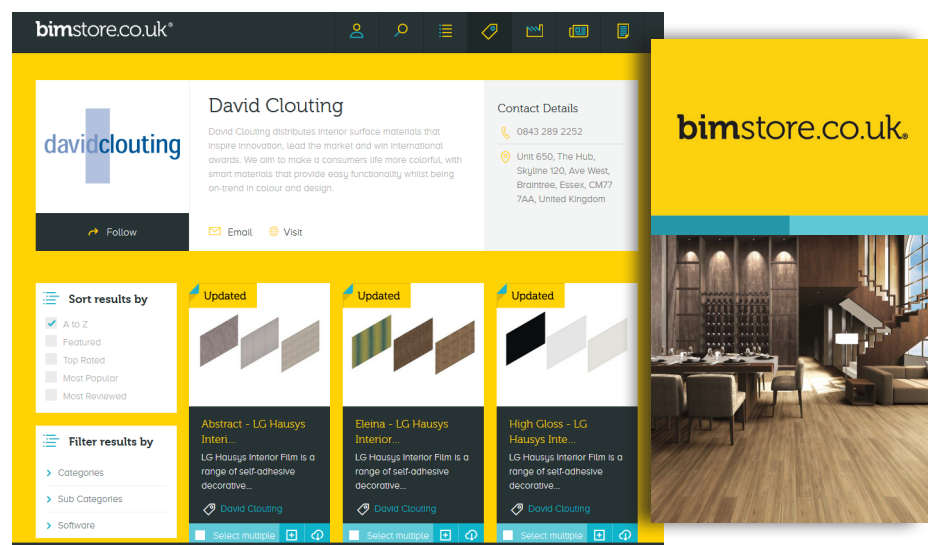 bimstore.co.uk®
David Clouting
davidclouting
David Clouting distributes interior surface materials that
inspire innovation, lead the market and win international
awards. We aim to make a consumers life more colorful, with
smart materials that provide easy functionality whilst being
on-trend in colour and design.
Follow
Email
Visit
Contact Details
0843 289 2252
Unit 650, The Hub,
Skyline 120, Ave West,
Braintree, Essex, CM77
7AA, United Kingdom
bimstore.co.uk®
Sort results by
A to Z
Featured
Top Rated
Most Popular
Most Reviewed
Filter results by
Categories
Sub Categories
Software
Updated
Abstract - LG Hausys
Interi...
LG Hausys Interior Film is a
range of self-adhesive
decorative...
David Clouting
Select multiple
Updated
Eleina - LG Hausys
Interior...
LG Hausys Interior Film is a
range of self-adhesive
decorative...
David Clouting
Select multiple
Updated
High Gloss - LG
Hausys Inte...
LG Hausys Interior Film is a
range of self-adhesive
decorative...
David Clouting
Select multiple